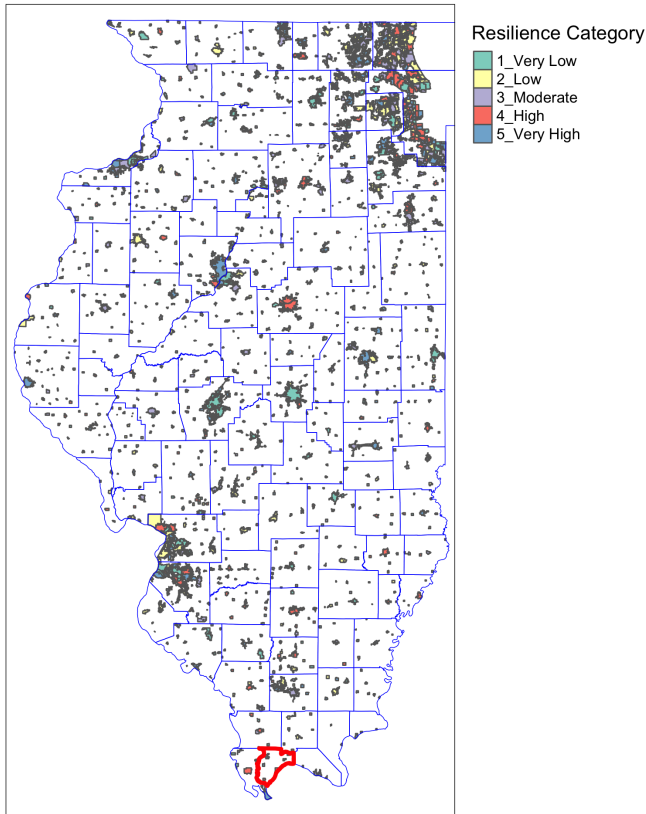 Resilience Category
1_Very Low
2_Low
3_Moderate
4_High
5_Very High